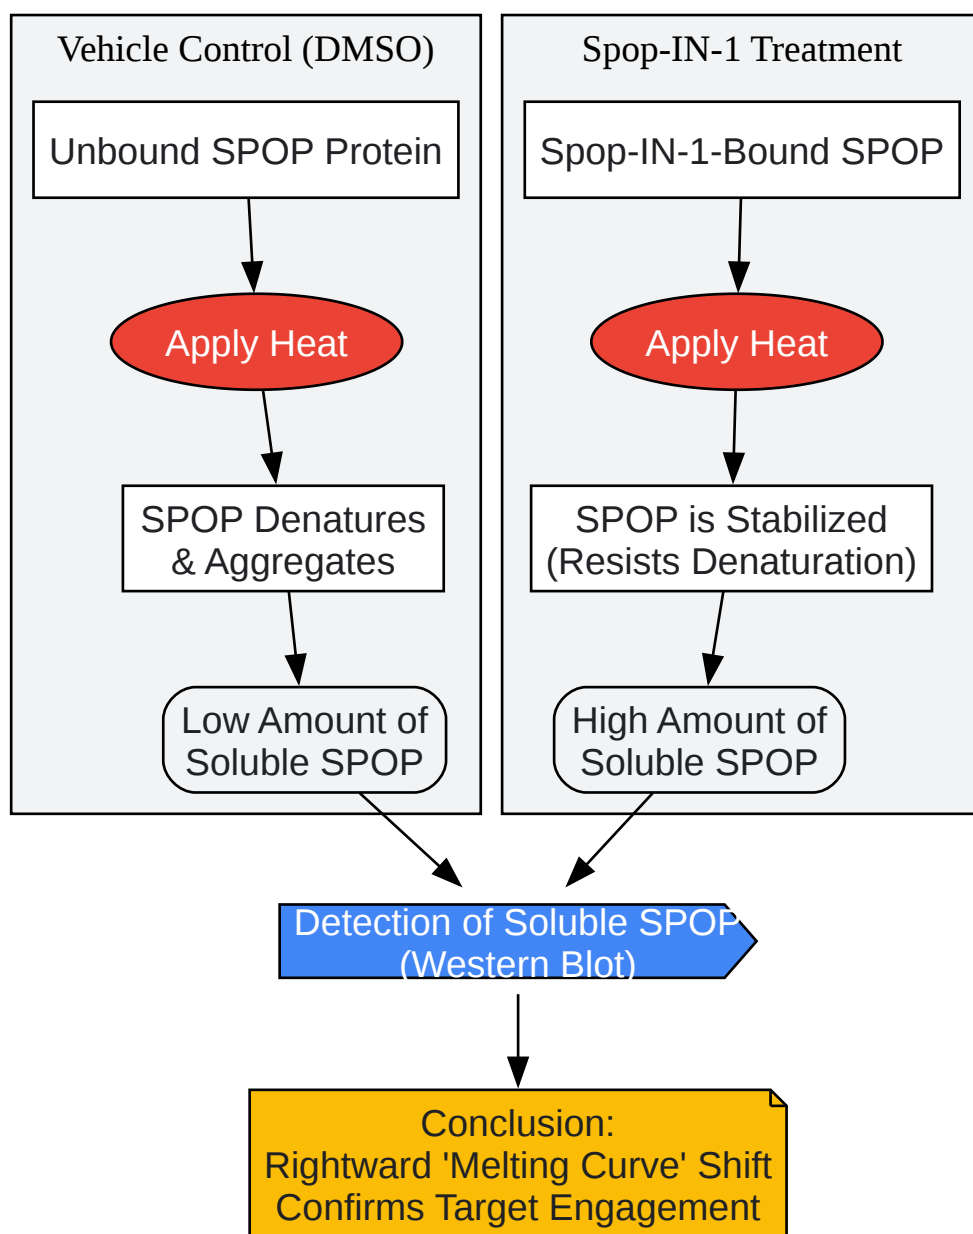 Vehicle Control (DMSO)
Unbound SPOP Protein
Apply Heat
SPOP Denatures
& Aggregates
Low Amount of
Soluble SPOP
Spop-IN-1 Treatment
Spop-IN-1-Bound SPOP
Apply Heat
SPOP is Stabilized
(Resists Denaturation)
High Amount of
Soluble SPOP
Detection of Soluble SPOP
(Western Blot)
Conclusion:
Rightward 'Melting Curve' Shift
Confirms Target Engagement